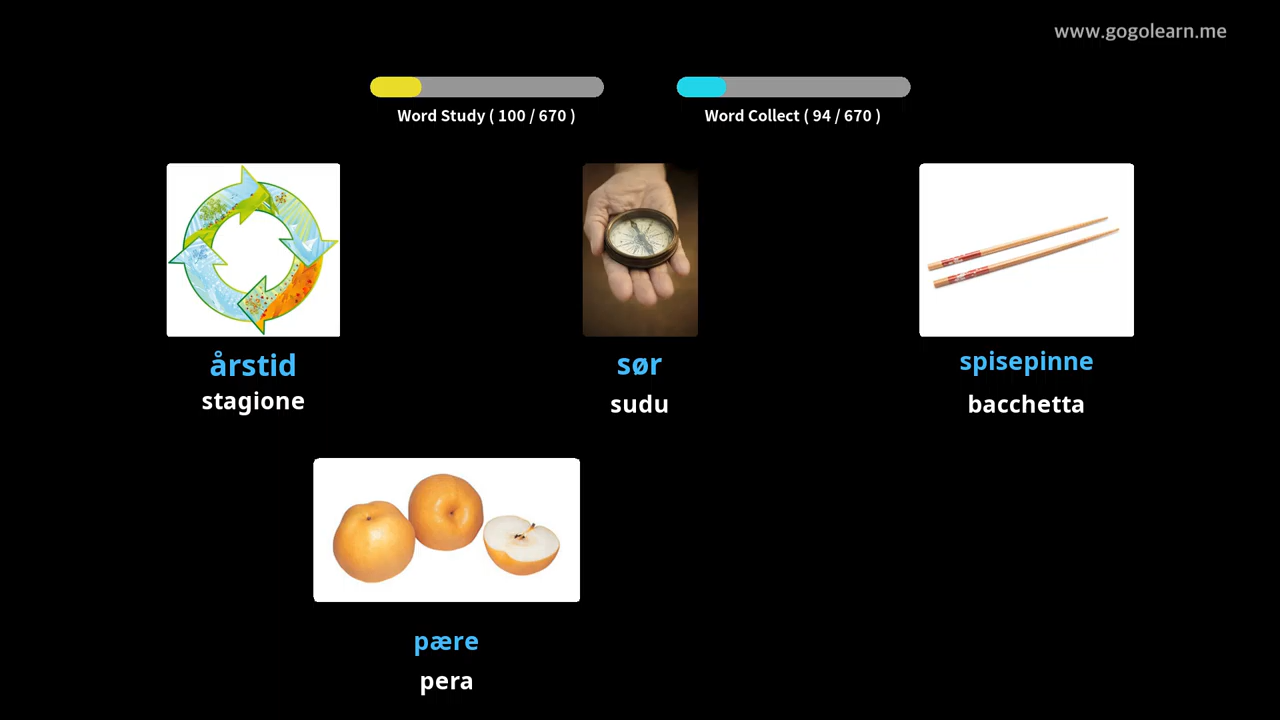 www.gogolearn.me
Word Study ( 100 / 670 )
Word Collect ( 94 / 670 )
årstid
stagione
sør
sudu
spisepinne
bacchetta
pære
pera